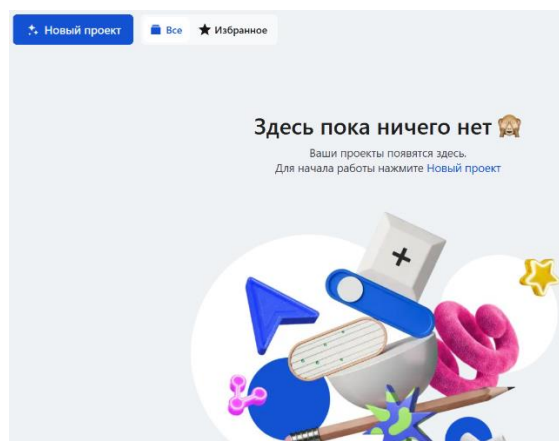 Новый проект
Все
Избранное
Здесь пока ничего нет 🙈
Ваши проекты появятся здесь.
Для начала работы нажмите Новый проект
+